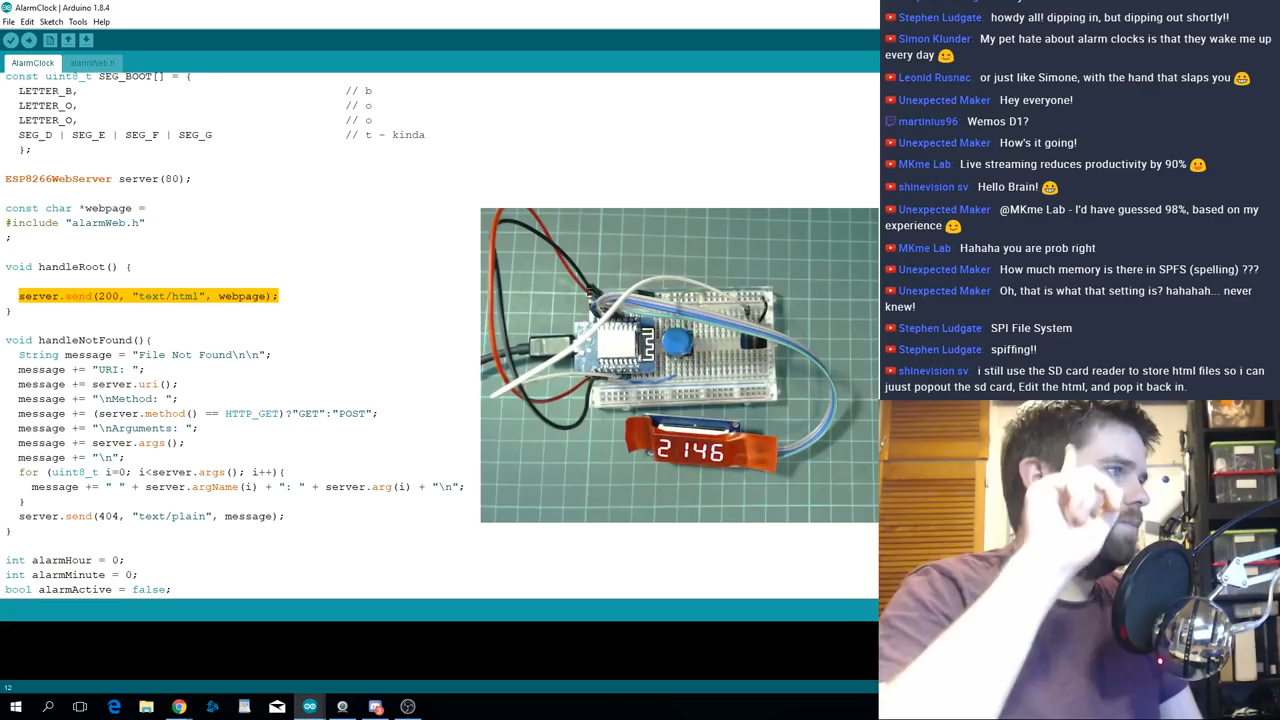 AlarmClock | Arduino 1.8.4
File Edit Sketch Tools Help
AlarmClock alarmWeb.h
const uint8_t SEG_BOOT[] = {
LETTER_B, // b
LETTER_O, // o
LETTER_O, // o
SEG_D | SEG_E | SEG_F | SEG_G // t - kinda
};
ESP8266WebServer server(80);
const char *webpage =
#include "alarmWeb.h"
;
void handleRoot() {
server.send(200, "text/html", webpage);
}
void handleNotFound(){
String message = "File Not Found\n\n";
message += "URI: ";
message += server.uri();
message += "\nMethod: ";
message += (server.method() == HTTP_GET)?"GET":"POST";
message += "\nArguments: ";
message += server.args();
message += "\n";
for (uint8_t i=0; i<server.args(); i++){
message += " " + server.argName(i) + ": " + server.arg(i) + "\n";
}
server.send(404, "text/plain", message);
}
int alarmHour = 0;
int alarmMinute = 0;
bool alarmActive = false;
12
2146
Stephen Ludgate howdy all! dipping in, but dipping out shortly!!
Simon Klunder My pet hate about alarm clocks is that they wake me up
every day
Leonid Rusnac or just like Simone, with the hand that slaps you
Unexpected Maker Hey everyone!
martinius96 Wemos D1?
Unexpected Maker How's it going!
MKme Lab Live streaming reduces productivity by 90%
shinevision sv Hello Brain!
Unexpected Maker @MKme Lab - I'd have guessed 98%, based on my
experience
MKme Lab Hahaha you are prob right
Unexpected Maker How much memory is there in SPFS (spelling) ???
Unexpected Maker Oh, that is what that setting is? hahahah... never
knew!
Stephen Ludgate SPI File System
Stephen Ludgate spiffing!!
shinevision sv i still use the SD card reader to store html files so i can
juust popout the sd card, Edit the html, and pop it back in.